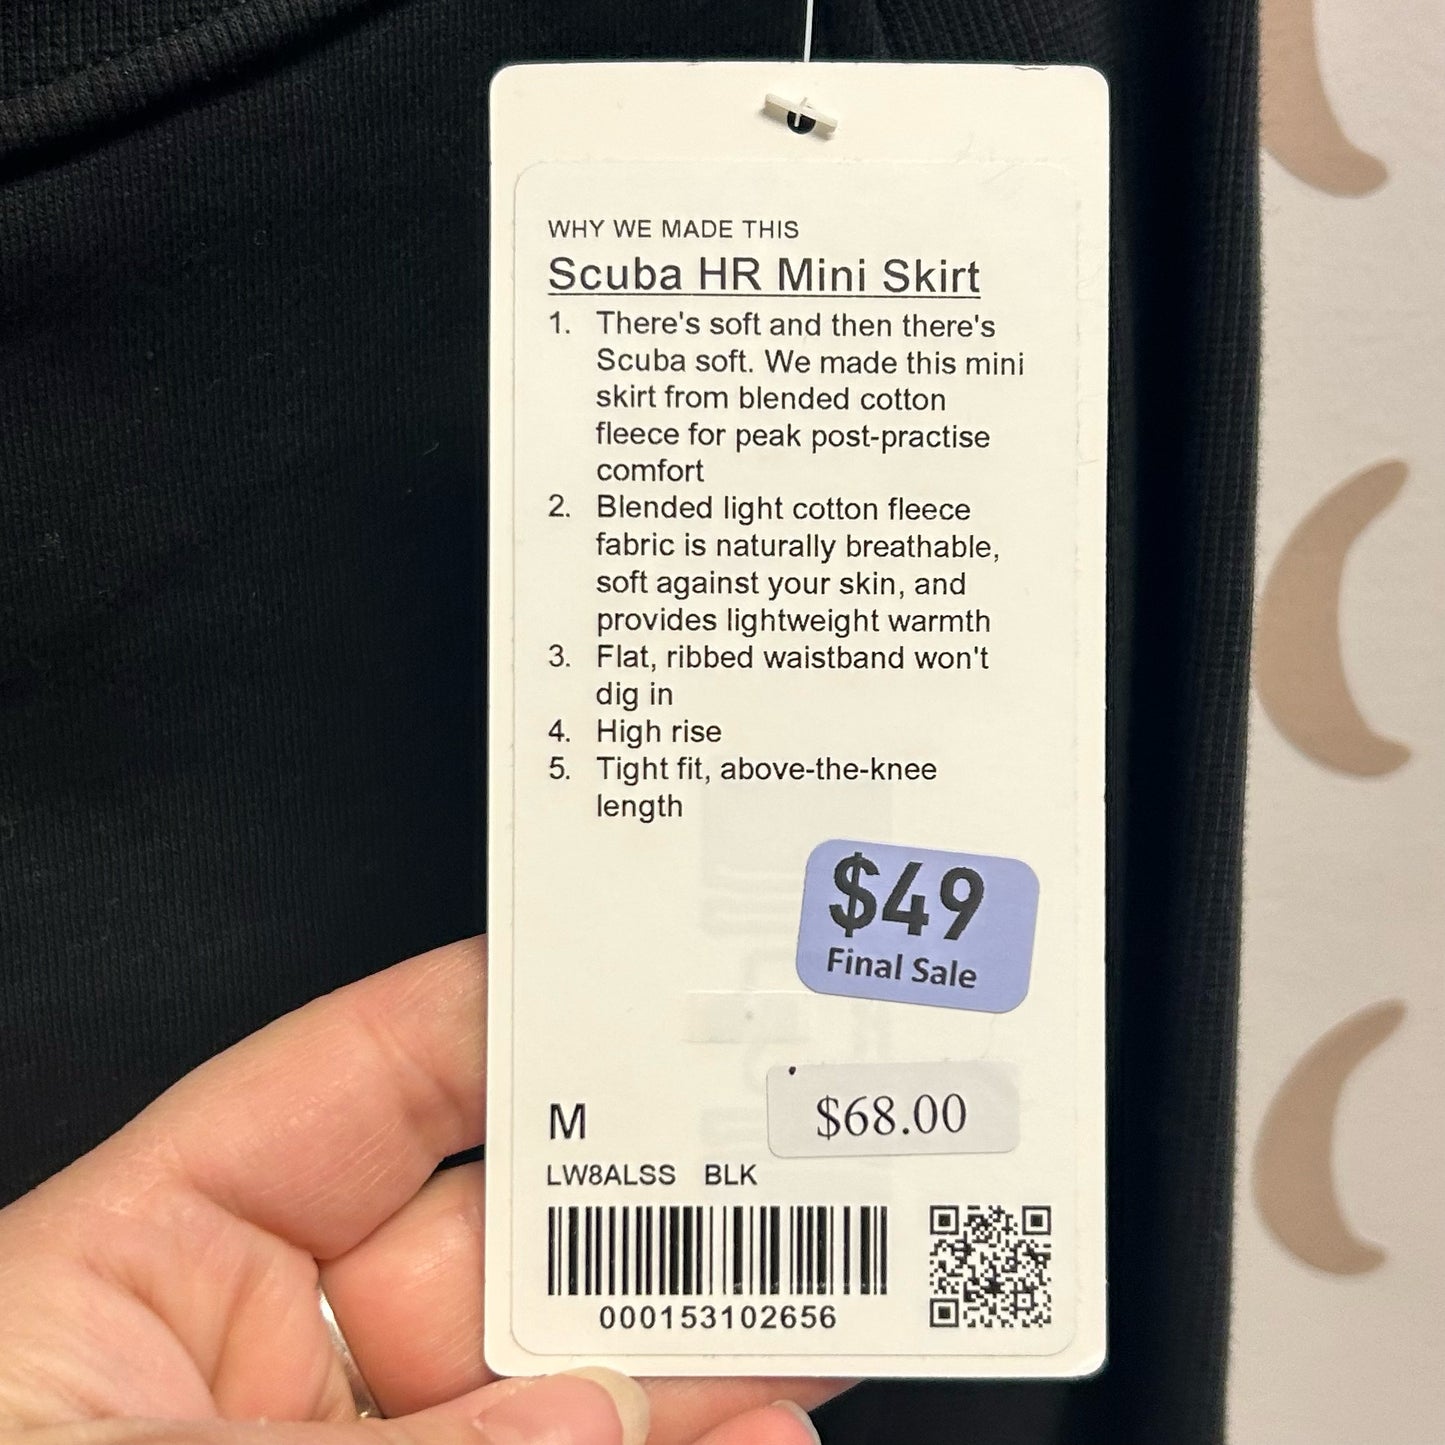 WHY WE MADE THIS
Scuba HR Mini Skirt
1. There's soft and then there's
Scuba soft. We made this mini
skirt from blended cotton
fleece for peak post-practise
comfort
2. Blended light cotton fleece
fabric is naturally breathable,
soft against your skin, and
provides lightweight warmth
3. Flat, ribbed waistband won't
dig in
4. High rise
5. Tight fit, above-the-knee
length
$49
Final Sale
$68.00
M
LW8ALSS BLK
000153102656